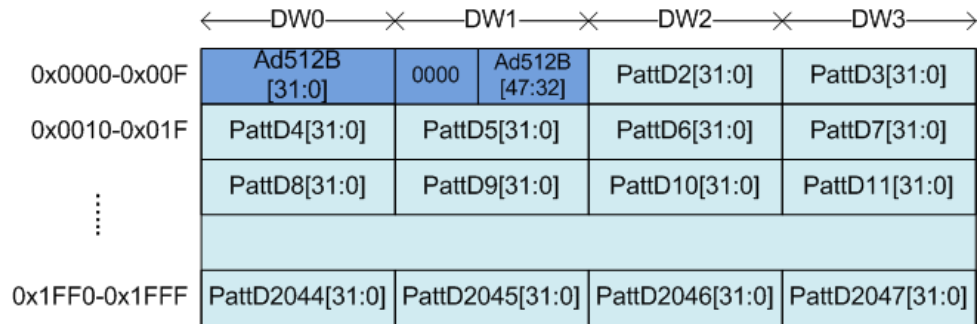 DW0 DW1 DW2 DW3
0x0000-0x00F Ad512B [31:0] 0000 Ad512B [47:32] PattD2[31:0] PattD3[31:0]
0x0010-0x01F PattD4[31:0] PattD5[31:0] PattD6[31:0] PattD7[31:0]
PattD8[31:0] PattD9[31:0] PattD10[31:0] PattD11[31:0]
0x1FF0-0x1FFF PattD2044[31:0] PattD2045[31:0] PattD2046[31:0] PattD2047[31:0]